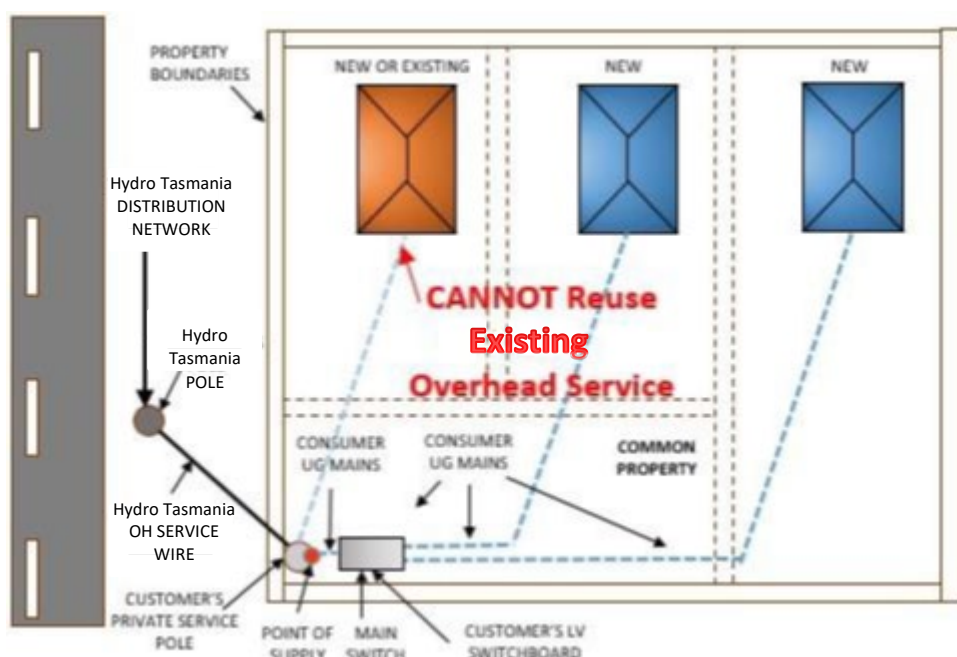 PROPERTY
BOUNDARIES
NEW OR EXISTING
NEW
NEW
Hydro Tasmania
DISTRIBUTION
NETWORK
CANNOT Reuse
Existing
Overhead Service
Hydro
Tasmania
POLE
CONSUMER
UG MAINS
CONSUMER
UG MAINS
COMMON
PROPERTY
Hydro Tasmania
OH SERVICE
WIRE
CUSTOMER'S
PRIVATE SERVICE
POLE
POINT OF
SUPPLY
MAIN
SWITCH
CUSTOMER'S LV
SWITCHBOARD